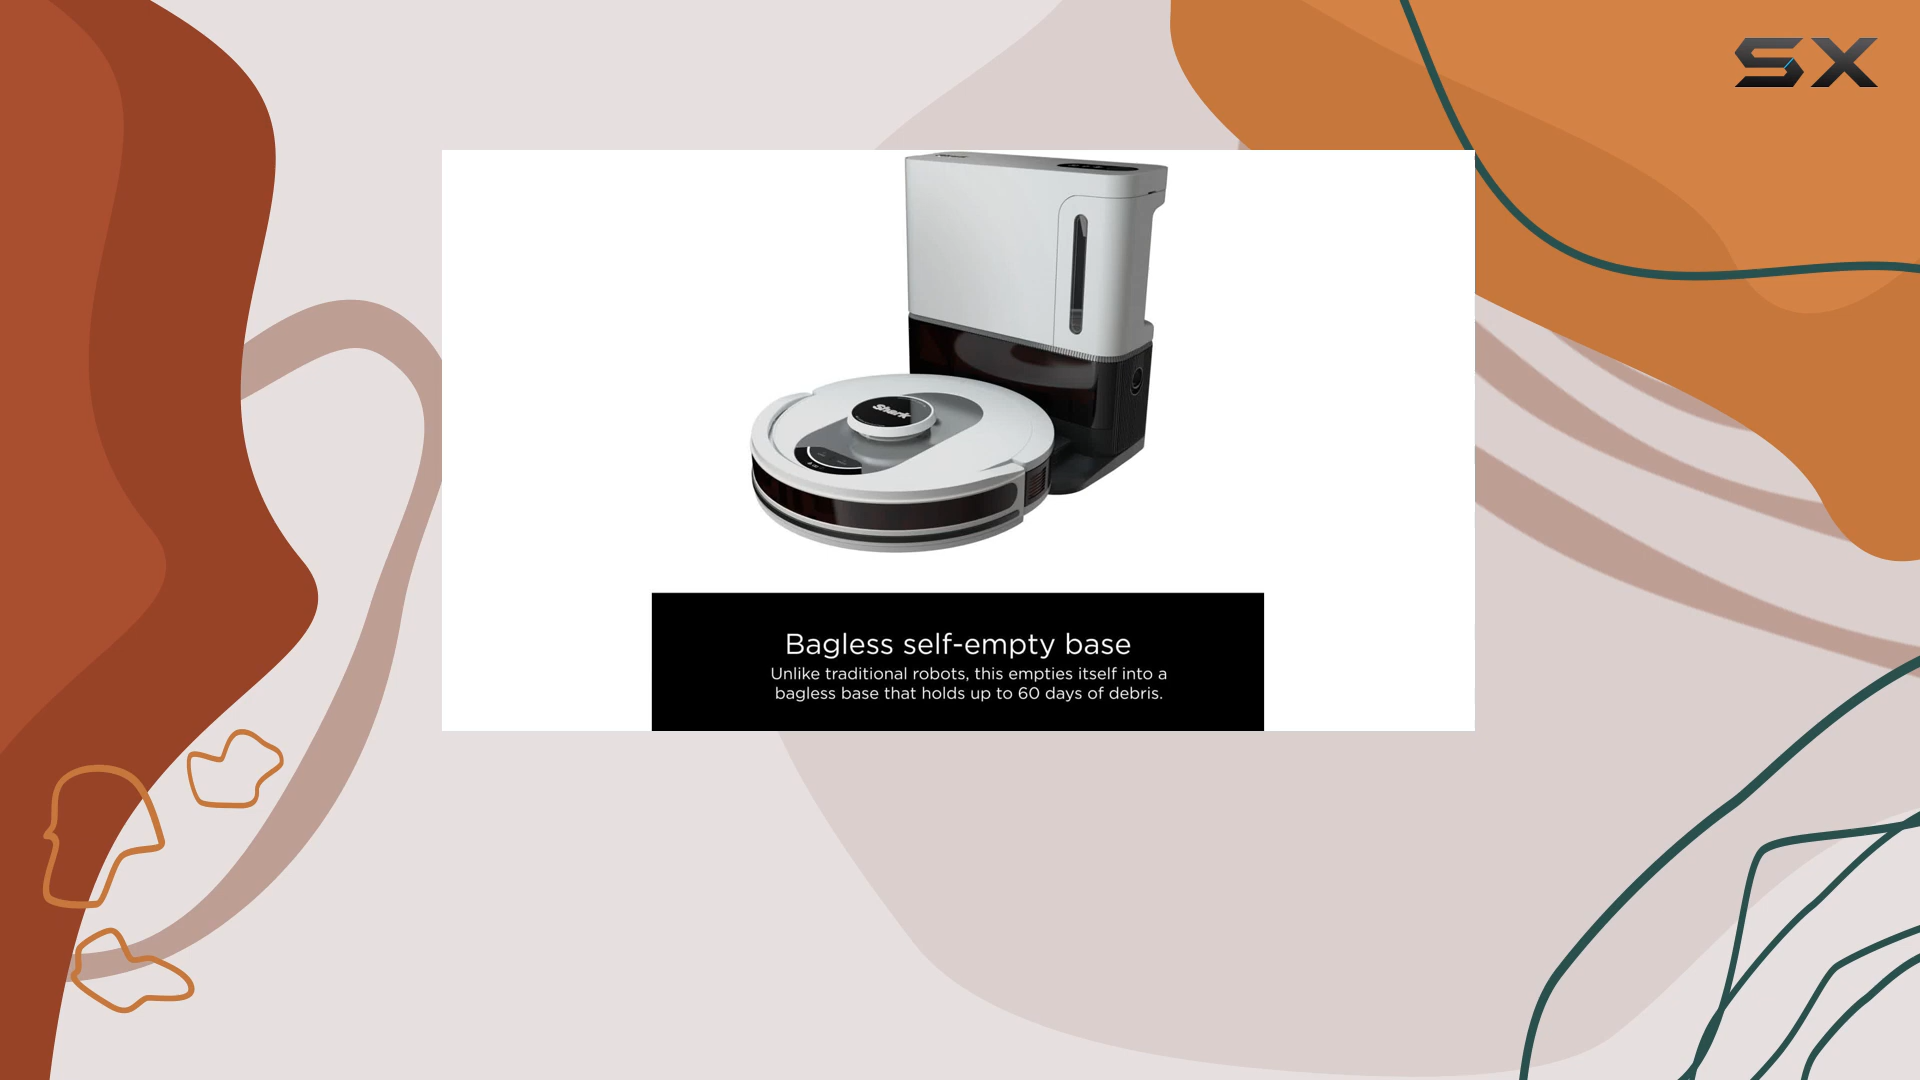 SX
Shark
Bagless self-empty base
Unlike traditional robots, this empties itself into a
bagless base that holds up to 60 days of debris.